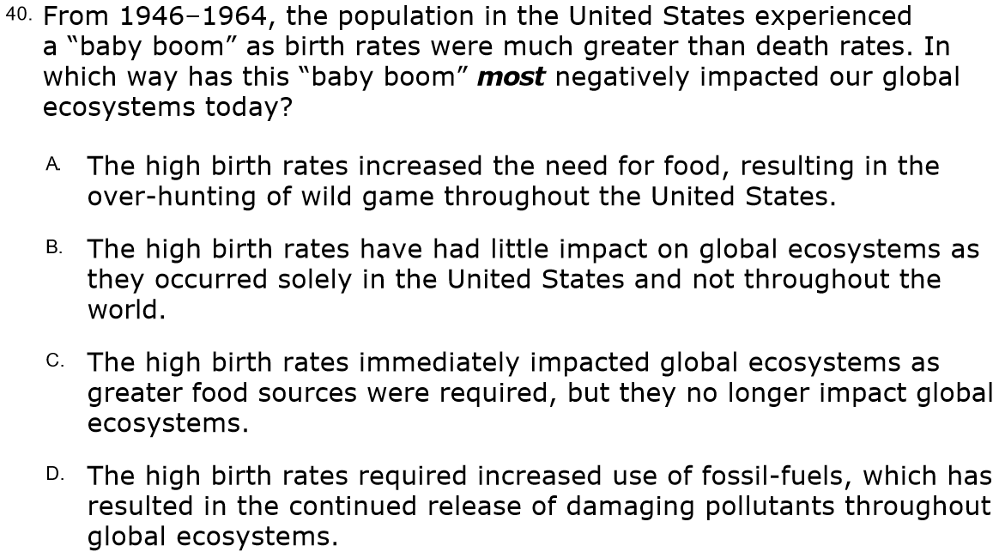 40. From 1946–1964, the population in the United States experienced
a “baby boom” as birth rates were much greater than death rates. In
which way has this “baby boom” most negatively impacted our global
ecosystems today?
A. The high birth rates increased the need for food, resulting in the
over-hunting of wild game throughout the United States.
B. The high birth rates have had little impact on global ecosystems as
they occurred solely in the United States and not throughout the
world.
C. The high birth rates immediately impacted global ecosystems as
greater food sources were required, but they no longer impact global
ecosystems.
D. The high birth rates required increased use of fossil-fuels, which has
resulted in the continued release of damaging pollutants throughout
global ecosystems.